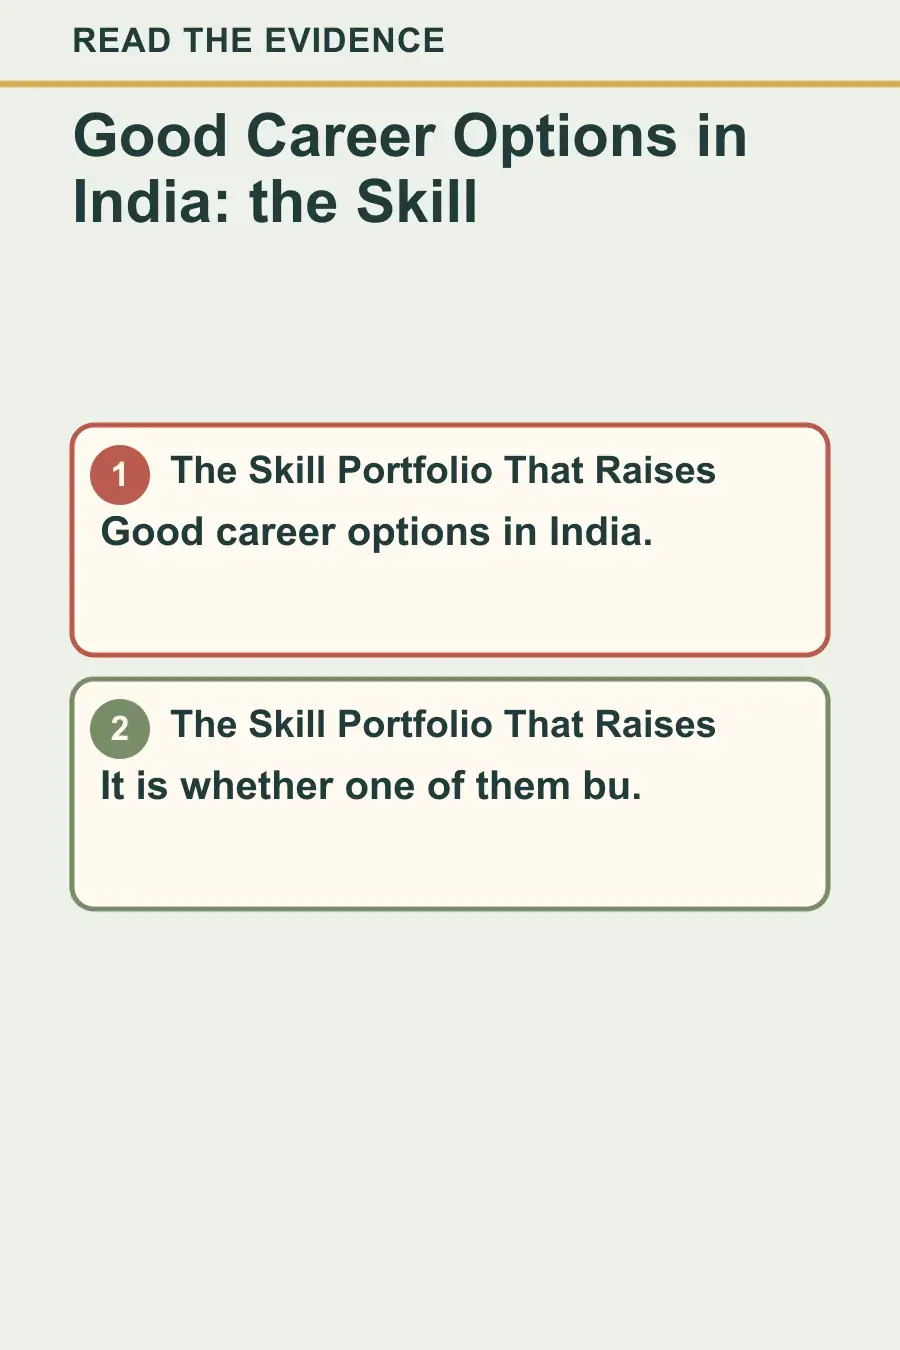 READ THE EVIDENCE
Good Career Options in
India: the Skill
1 The Skill Portfolio That Raises
Good career options in India.
2 The Skill Portfolio That Raises
It is whether one of them bu.